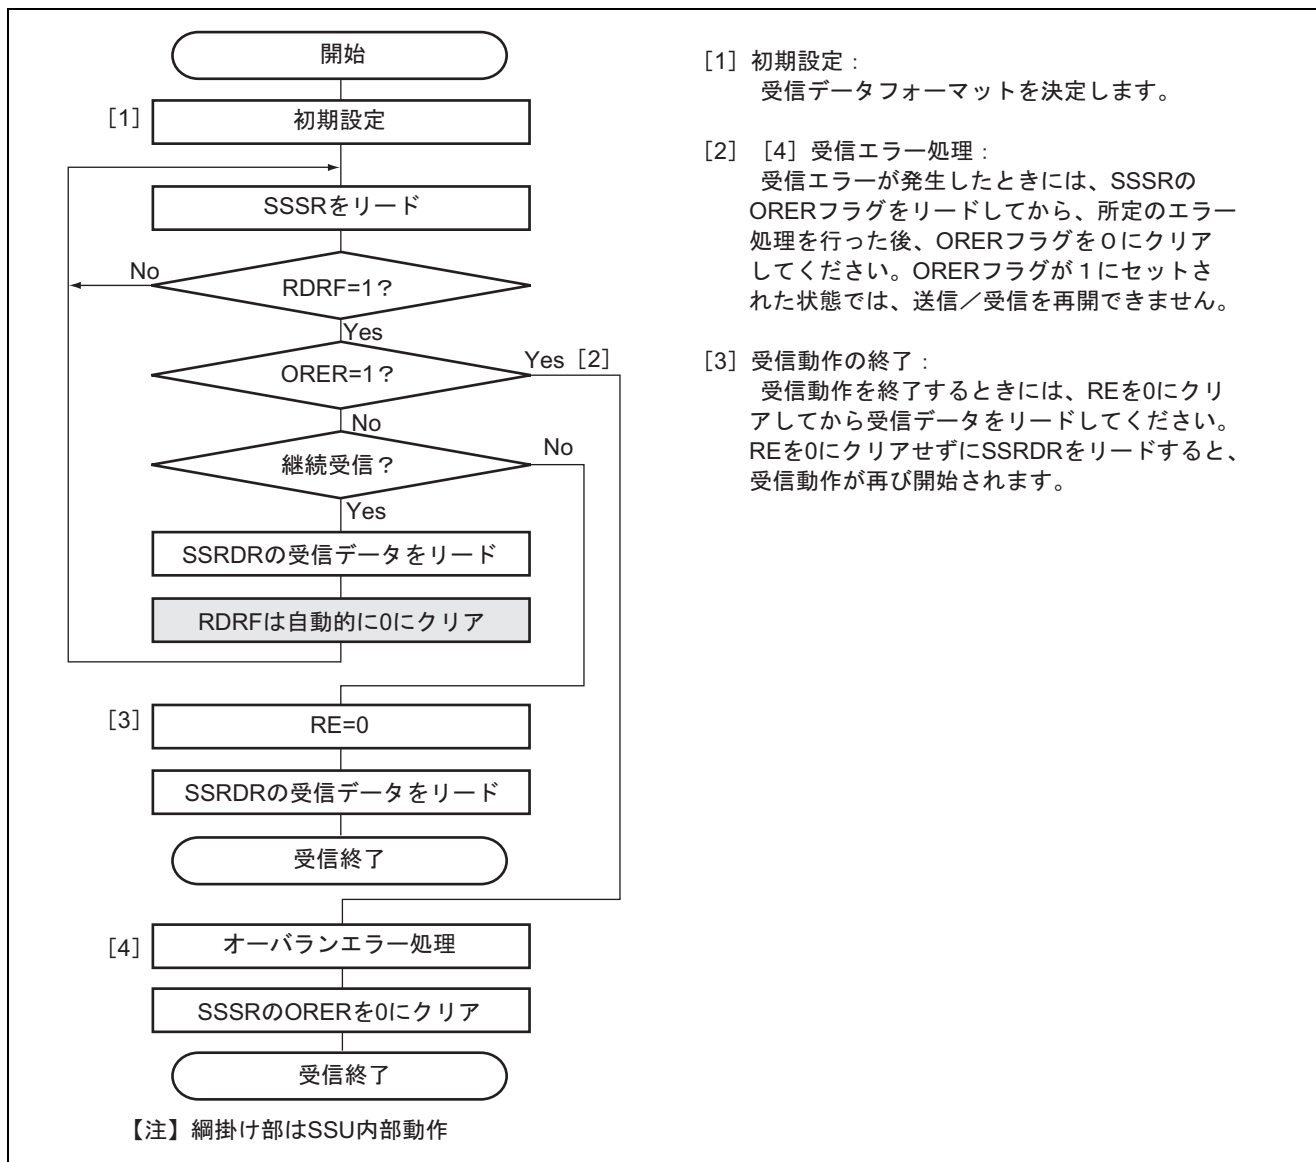 開始
[1] 初期設定
SSSRをリード
No
RDRF=1？
Yes
ORER=1？
Yes [2]
No
継続受信？
No
Yes
SSRDRの受信データをリード
RDRFは自動的に0にクリア
[3] RE=0
SSRDRの受信データをリード
受信終了
[4] オーバランエラー処理
SSSRのORERを0にクリア
受信終了
【注】綱掛け部はSSU内部動作
[1] 初期設定：
受信データフォーマットを決定します。
[2] [4] 受信エラー処理：
受信エラーが発生したときには、SSSRの
ORERフラグをリードしてから、所定のエラー
処理を行った後、ORERフラグを０にクリア
してください。ORERフラグが１にセットさ
れた状態では、送信／受信を再開できません。
[3] 受信動作の終了：
受信動作を終了するときには、REを0にクリ
アしてから受信データをリードしてください。
REを0にクリアせずにSSRDRをリードすると、
受信動作が再び開始されます。